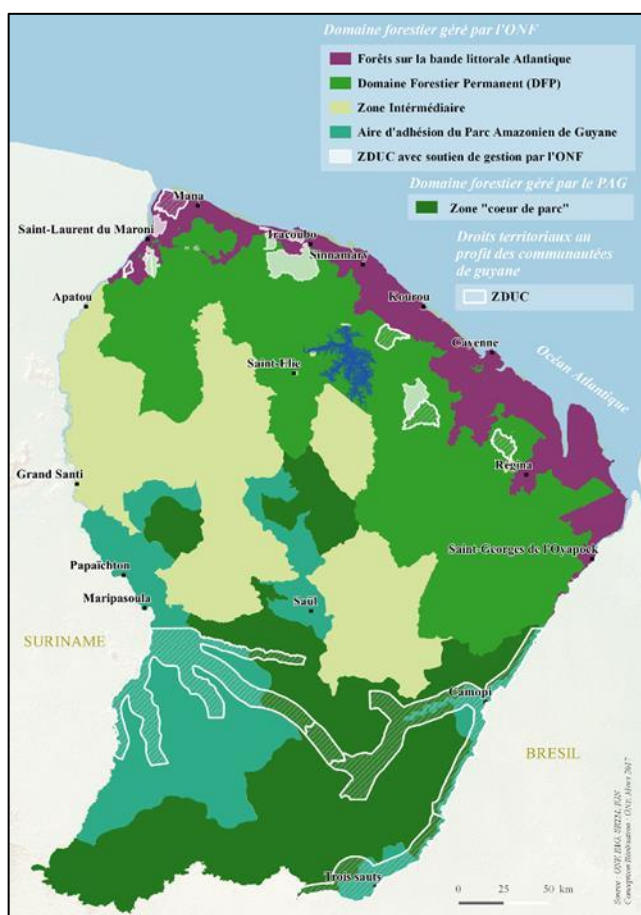 Domaine forestier géré par l'ONF
Forêts sur la bande littorale Atlantique
Domaine Forestier Permanent (DFP)
Zone Intérmédiaire
Aire d'adhésion du Parc Amazonien de Guyane
ZDUC avec soutien de gestion par l'ONF
Domaine forestier géré par le PAG
Zone "coeur de parc"
Droits territoriaux au
profit des communautées
de guyane
ZDUC
Mana
Saint-Laurent du Maroni
Iracoubo
Sinnamary
Apatou
Kourou
Cayenne
Océan Atlantique
Saint-Elie
Grand Santi
Régina
Saint-Georges de l'Oyapock
Papaïchton
Maripasoula
Saül
SURINAME
Camopi
BRESIL
Trois sauts
0 25 50 km